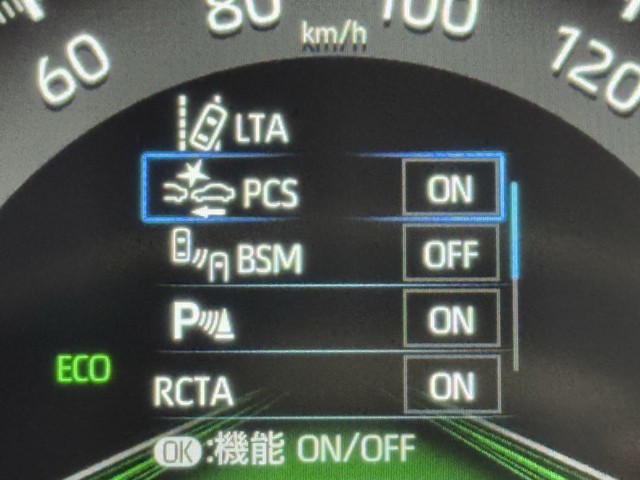 60
80
100
120
km/h
LTA
PCS ON
BSM OFF
P ON
ECO
RCTA ON
OK:機能 ON/OFF